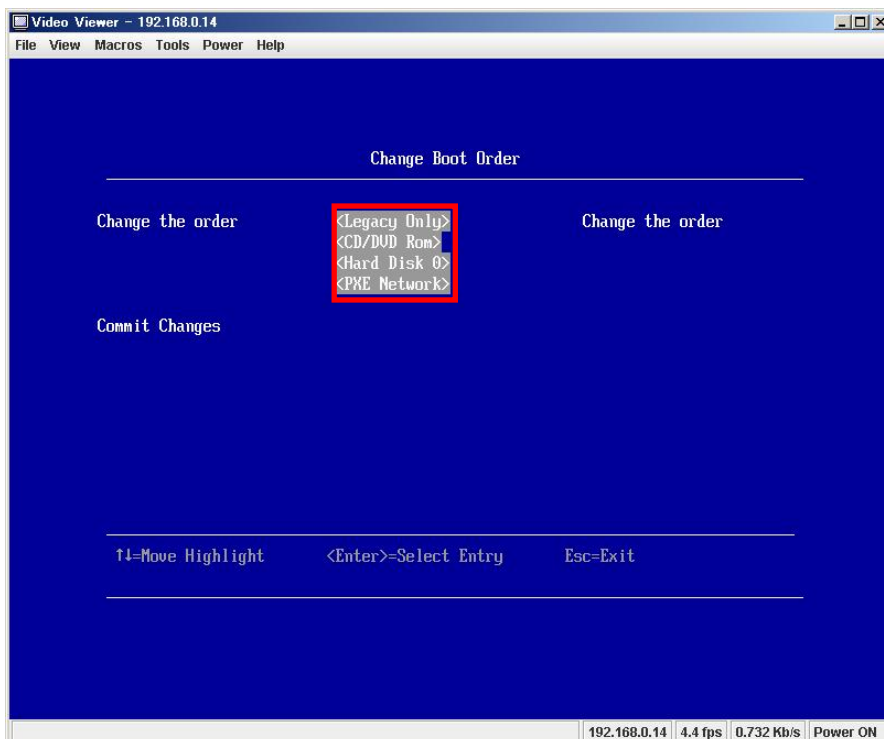 Video Viewer - 192.168.0.14
File View Macros Tools Power Help
Change Boot Order
Change the order <Legacy Only> Change the order
<CD/DVD Rom>
<Hard Disk 0>
<PXE Network>
Commit Changes
↑↓=Move Highlight <Enter>=Select Entry Esc=Exit
192.168.0.14 4.4 fps 0.732 Kb/s Power ON